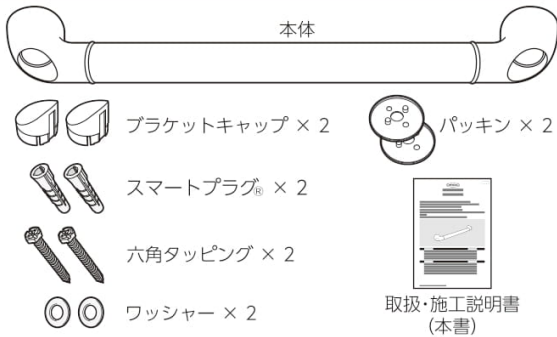 本体
ブラケットキャップ × 2
パッキン × 2
スマートプラグ® × 2
六角タッピング × 2
ワッシャー × 2
取扱・施工説明書
(本書)